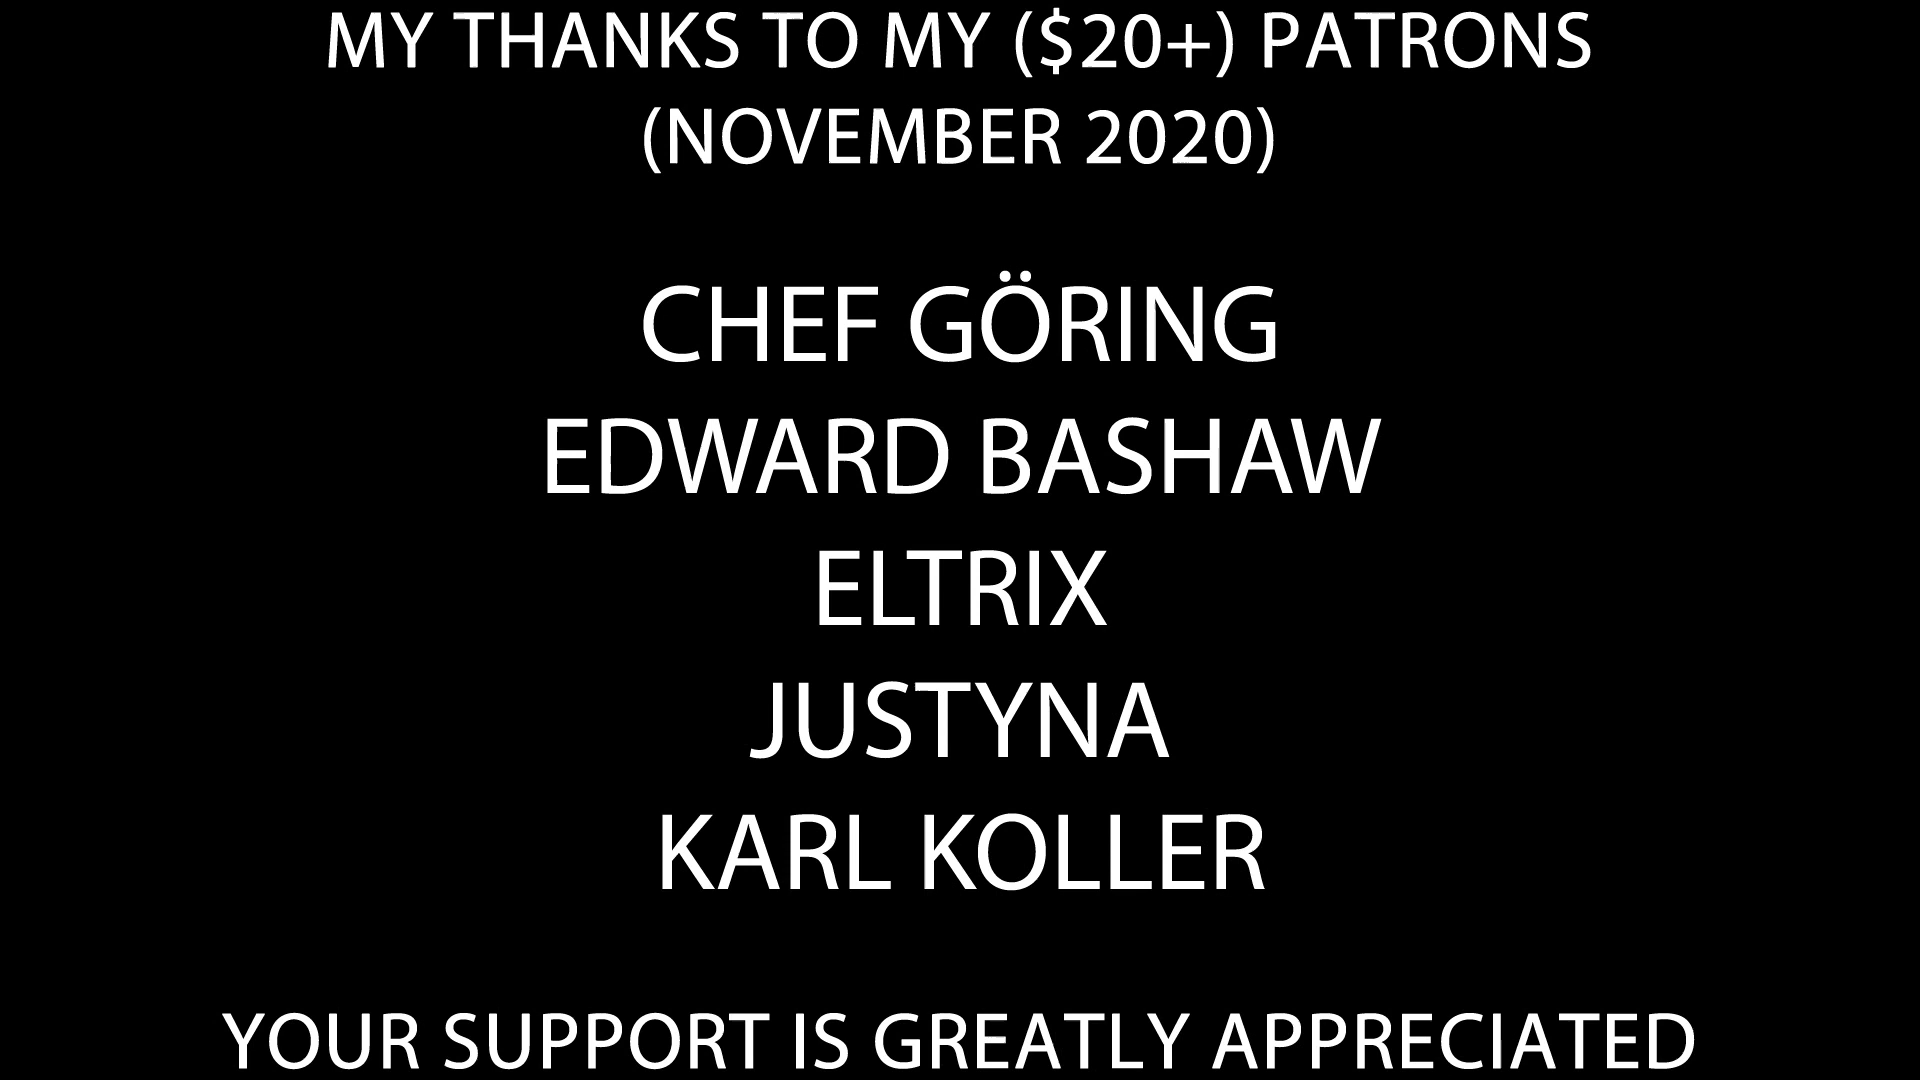 MY THANKS TO MY ($20+) PATRONS
(NOVEMBER 2020)
CHEF GÖRING
EDWARD BASHAW
ELTRIX
JUSTYNA
KARL KOLLER
YOUR SUPPORT IS GREATLY APPRECIATED